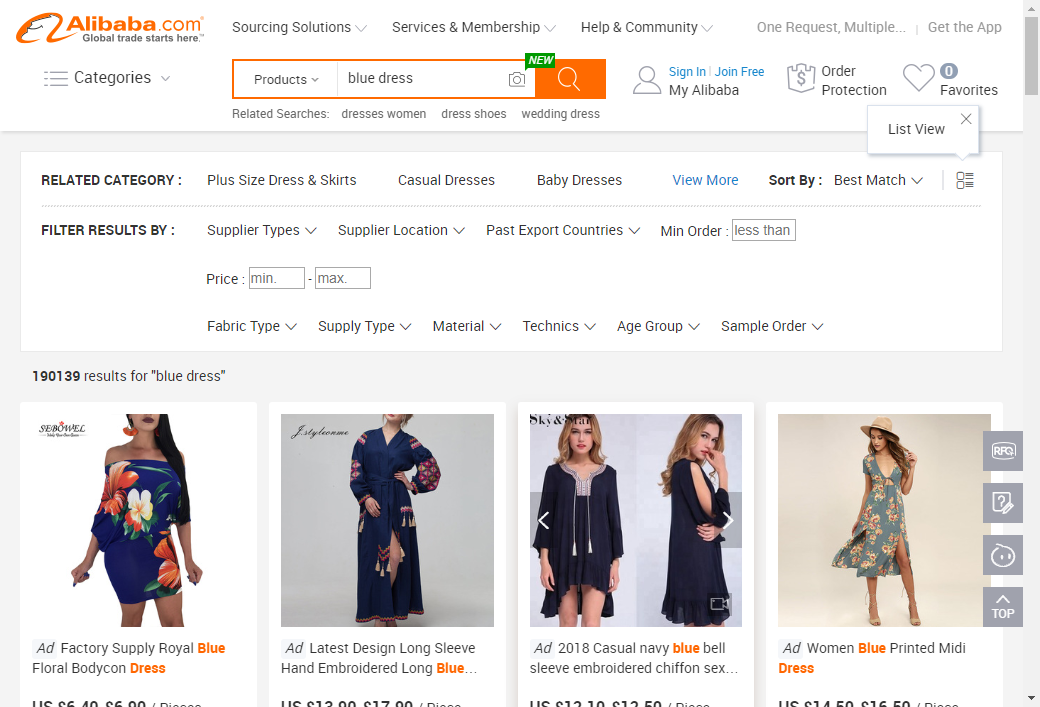 Alibaba.com
Global trade starts here.™
Sourcing Solutions
Services & Membership
Help & Community
One Request, Multiple...
Get the App
Categories
Products
blue dress
NEW
Sign In
Join Free
My Alibaba
Order
Protection
0
Favorites
Related Searches:
dresses women
dress shoes
wedding dress
List View
RELATED CATEGORY :
Plus Size Dress & Skirts
Casual Dresses
Baby Dresses
View More
Sort By :
Best Match
FILTER RESULTS BY :
Supplier Types
Supplier Location
Past Export Countries
Min Order :
less than
Price :
min.
-
max.
Fabric Type
Supply Type
Material
Technics
Age Group
Sample Order
190139 results for "blue dress"
SEBOWEL
J.styleonme
Sky&Star
RFQ
TOP
Ad Factory Supply Royal Blue
Floral Bodycon Dress
Ad Latest Design Long Sleeve
Hand Embroidered Long Blue...
Ad 2018 Casual navy blue bell
sleeve embroidered chiffon sex...
Ad Women Blue Printed Midi
Dress
US $6.40-$6.90 / Pieces
US $13.90-$17.90 / Piece
US $12.10-$12.50 / Piece
US $14.50-$16.50 / Piece